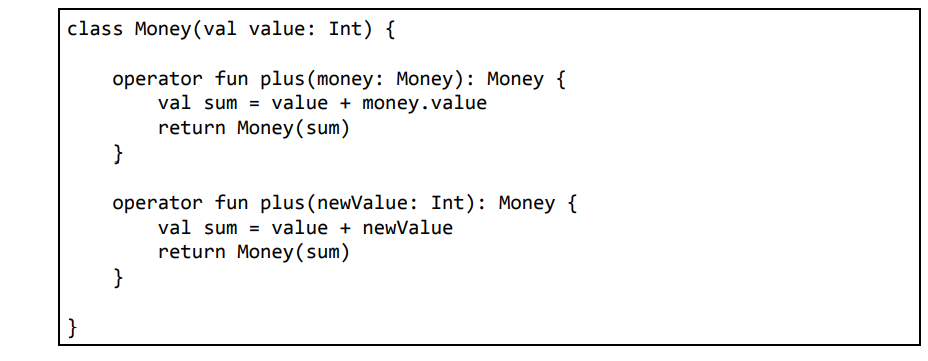 class Money(val value: Int) {
operator fun plus(money: Money): Money {
val sum = value + money.value
return Money(sum)
}
operator fun plus(newValue: Int): Money {
val sum = value + newValue
return Money(sum)
}
}